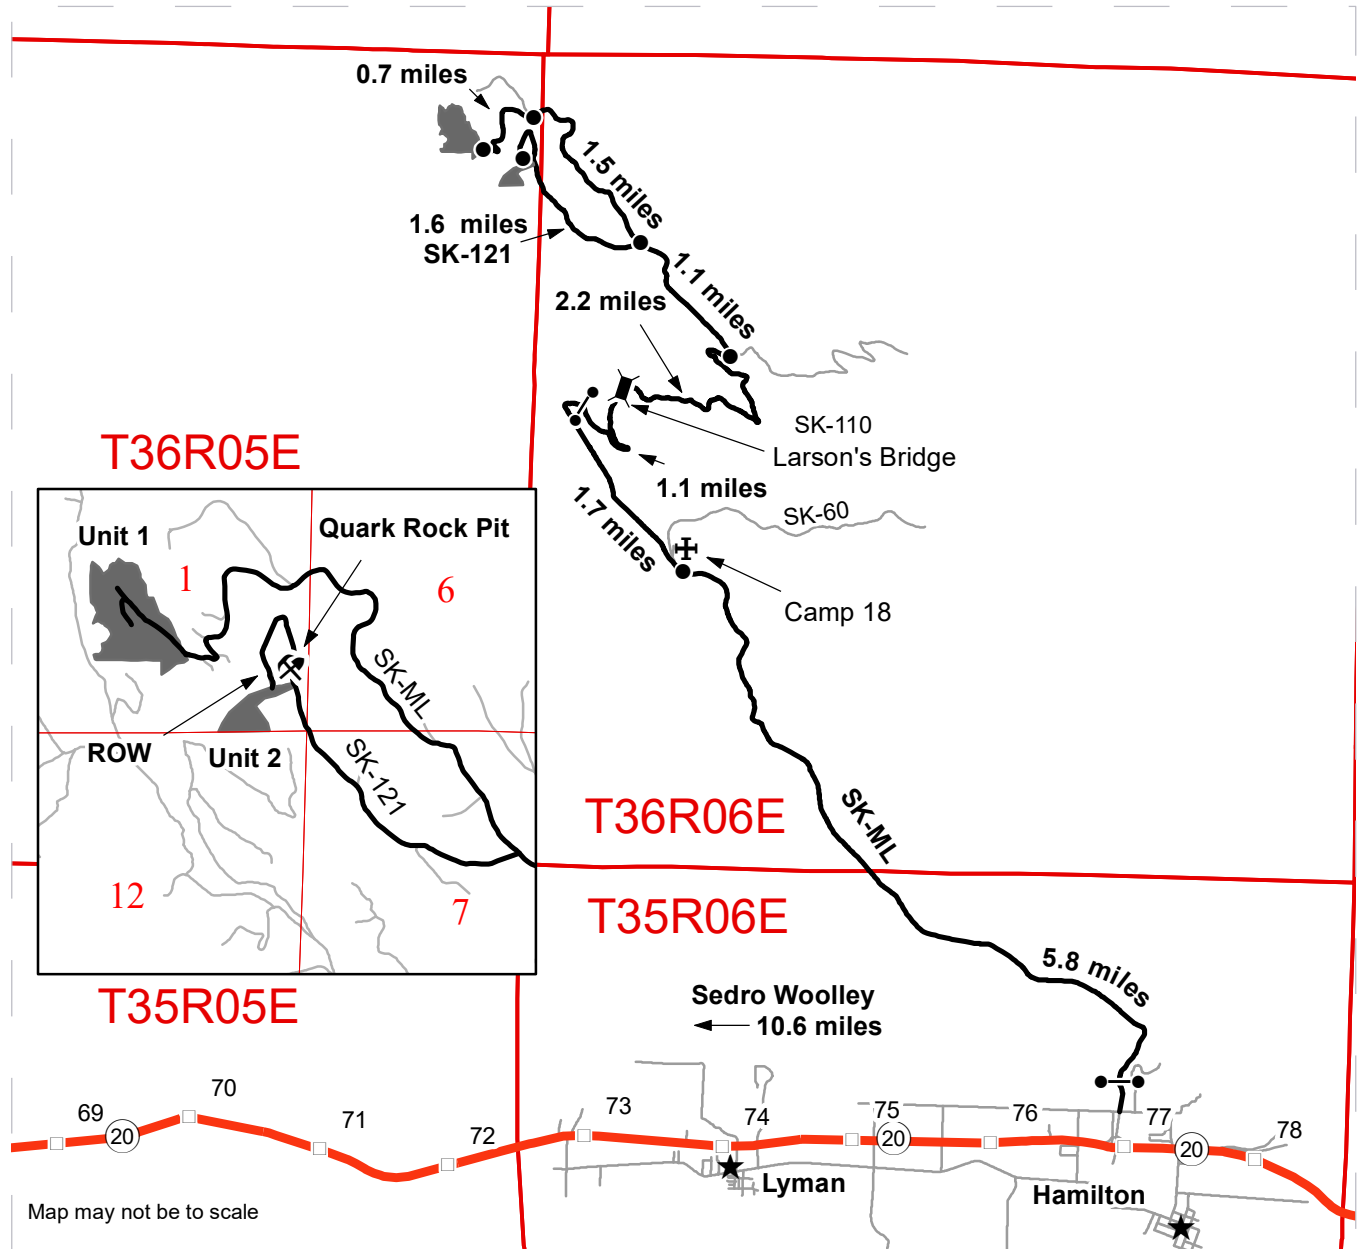 0.7 miles
1.5 miles
1.6 miles
SK-121
1.1 miles
2.2 miles
SK-110
Larson's Bridge
1.1 miles
1.7 miles
SK-60
Camp 18
T36R05E
Unit 1
Quark Rock Pit
1
6
SK-ML
ROW
Unit 2
SK-121
12
7
T36R06E
SK-ML
T35R06E
T35R05E
5.8 miles
Sedro Woolley
10.6 miles
69
20
70
71
72
73
74
75
20
76
77
20
78
Lyman
Hamilton
Map may not be to scale